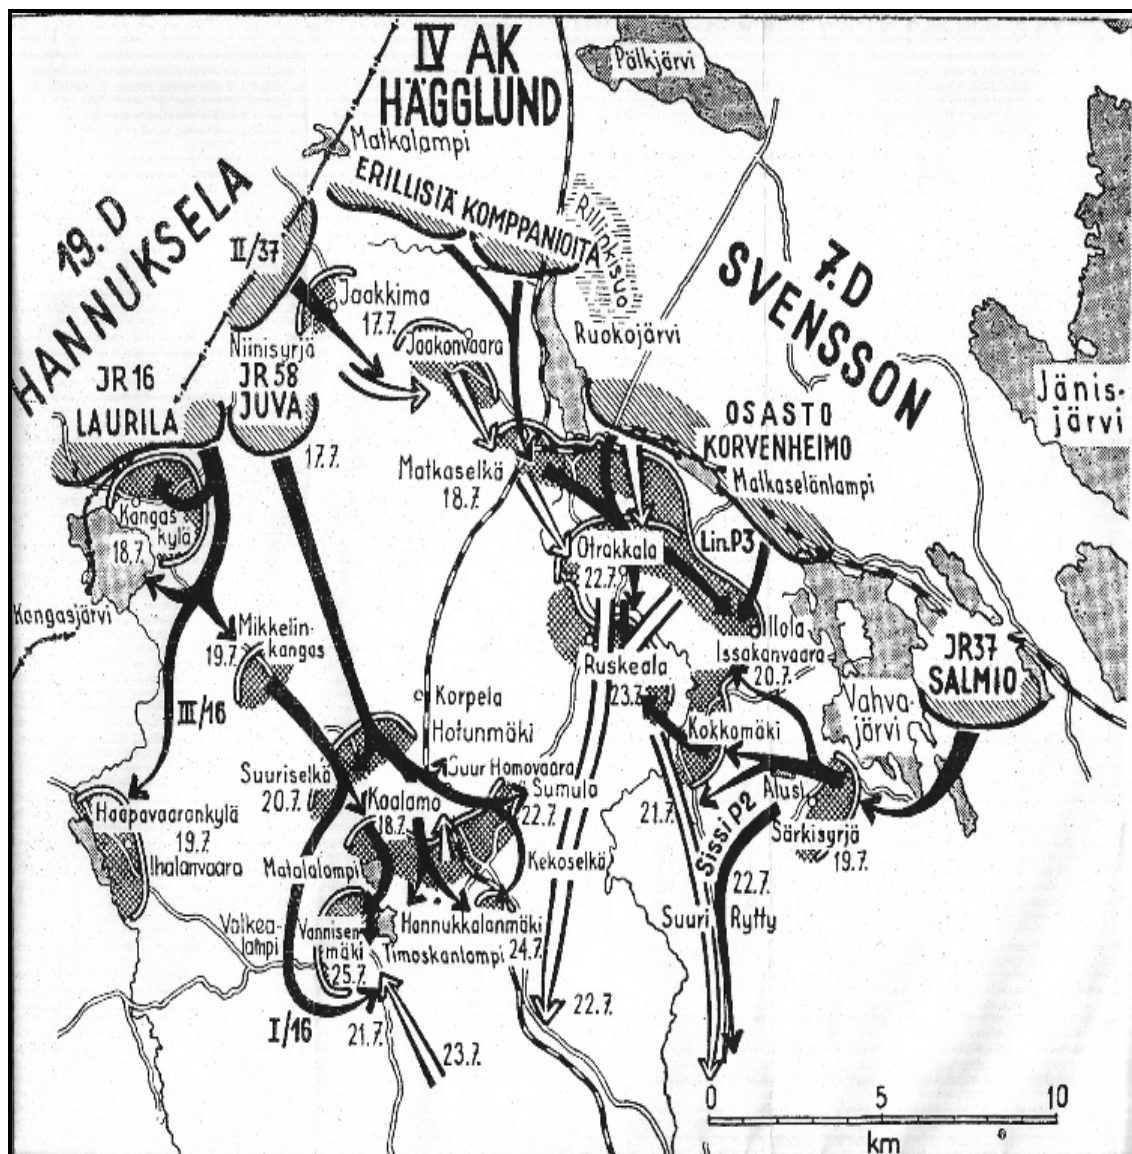 IV AK
HÄGGLUND
Pälkjärvi
Matkalampi
ERILLISIÄ KOMPPANIOITA
19. D
HANNUKSELA
II/37
Riihikisuo
7. D
SVENSSON
Jaakkima
17.7.
Jaakonvaara
Ruokojärvi
Niinisyrjä
Jänis-
järvi
JR 16
LAURILA
JR 58
JUVA
17.7.
OSASTO
KORVENHEIMO
Matkaselkä
18.7.
Matkaselänlampi
Kangas
kylä
18.7.
Otrakkala
22.7.
Lin.P3
Kangasjärvi
Mikkelin-
kangas
19.7.
Illola
Issakanvaara
20.7.
JR37
SALMIO
Ruskeala
23.7.
III/16
Korpela
Hotunmäki
Vahva-
järvi
Kokkomäki
Suuriselkä
20.7.
Suur Homovaara
Sumula
22.7.
Alusj
Haapavaarankylä
19.7.
Kaalamo
18.7.
21.7.
Särkisyrjä
19.7.
Ihalanvaara
Matalalampi
Kekoselkä
Sissi P2
22.7.
Suuri Rytty
Valkea-
lampi
Vannisen-
mäki
25.7.
Hannukkalanmäki
Timoskanlampi
24.7.
22.7.
I/16
21.7.
23.7.
0 5 10
km